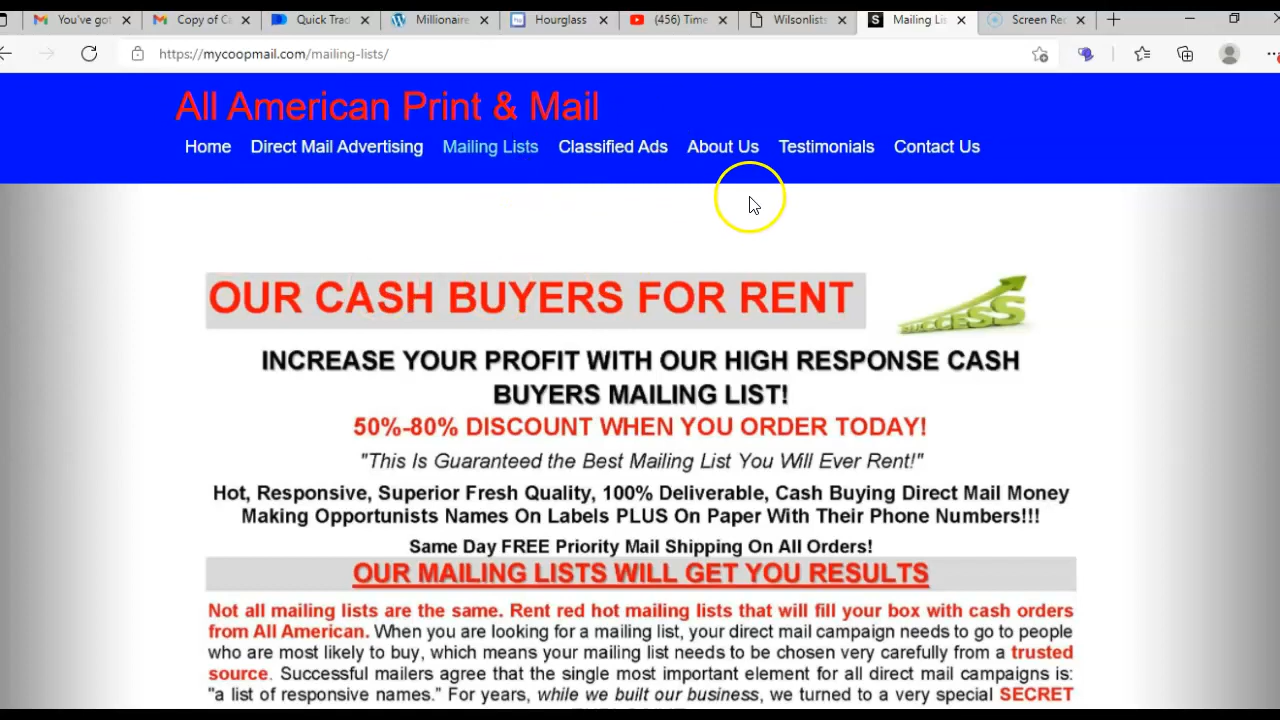 You've got
Copy of C
Quick Trad
Millionaire
Hourglass
(456) Time
Wilsonlists
Mailing Lis
Screen Rec
https://mycoopmail.com/mailing-lists/
All American Print & Mail
Home Direct Mail Advertising Mailing Lists Classified Ads About Us Testimonials Contact Us
OUR CASH BUYERS FOR RENT
SUCCESS
INCREASE YOUR PROFIT WITH OUR HIGH RESPONSE CASH
BUYERS MAILING LIST!
50%-80% DISCOUNT WHEN YOU ORDER TODAY!
"This Is Guaranteed the Best Mailing List You Will Ever Rent!"
Hot, Responsive, Superior Fresh Quality, 100% Deliverable, Cash Buying Direct Mail Money
Making Opportunists Names On Labels PLUS On Paper With Their Phone Numbers!!!
Same Day FREE Priority Mail Shipping On All Orders!
OUR MAILING LISTS WILL GET YOU RESULTS
Not all mailing lists are the same. Rent red hot mailing lists that will fill your box with cash orders
from All American. When you are looking for a mailing list, your direct mail campaign needs to go to people
who are most likely to buy, which means your mailing list needs to be chosen very carefully from a trusted
source. Successful mailers agree that the single most important element for all direct mail campaigns is:
"a list of responsive names." For years, while we built our business, we turned to a very special SECRET